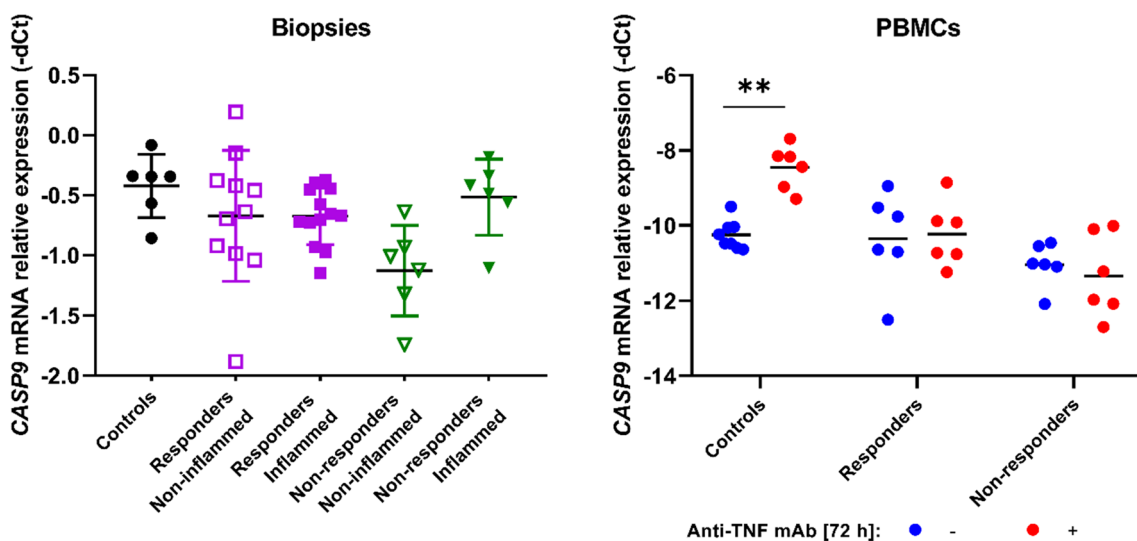 Biopsies
CASP9 mRNA relative expression (-dCt)
0.5
0.0
-0.5
-1.0
-1.5
-2.0
Controls
Responders
Non-inflammed
Responders
Inflammed
Non-responders
Non-inflammed
Non-responders
Inflammed
PBMCs
CASP9 mRNA relative expression (-dCt)
-6
-8
-10
-12
-14
**
Controls
Responders
Non-responders
Anti-TNF mAb [72 h]: - +